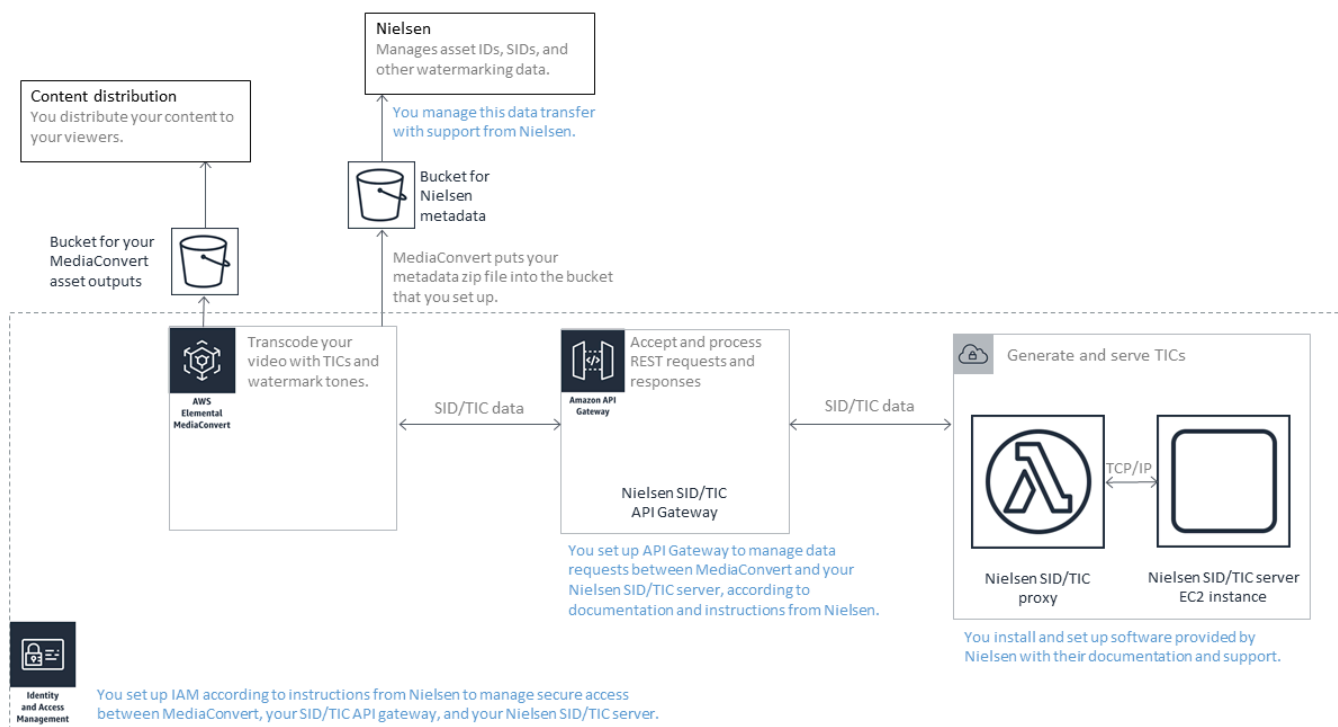 Nielsen
Manages asset IDs, SIDs, and
other watermarking data.
Content distribution
You distribute your content to
your viewers.
You manage this data transfer
with support from Nielsen.
Bucket for
Nielsen
metadata
Bucket for your
MediaConvert
asset outputs
MediaConvert puts your
metadata zip file into the bucket
that you set up.
Transcode your
video with TICs and
watermark tones.
AWS
Elemental
MediaConvert
SID/TIC data
Accept and process
REST requests and
responses
Amazon API
Gateway
Nielsen SID/TIC
API Gateway
SID/TIC data
Generate and serve TICs
TCP/IP
Nielsen SID/TIC
proxy
Nielsen SID/TIC server
EC2 instance
You set up API Gateway to manage data
requests between MediaConvert and your
Nielsen SID/TIC server, according to
documentation and instructions from Nielsen.
You install and set up software provided by
Nielsen with their documentation and support.
Identity
and Access
Management
You set up IAM according to instructions from Nielsen to manage secure access
between MediaConvert, your SID/TIC API gateway, and your Nielsen SID/TIC server.